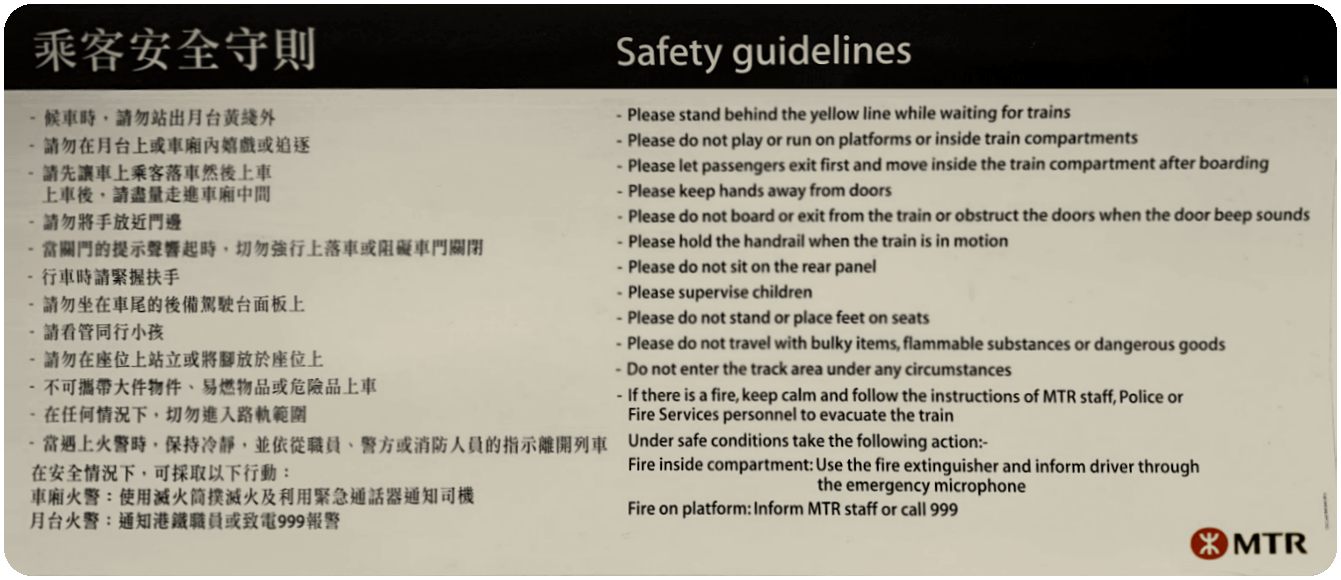 乘客安全守則
- 候車時，請勿站出月台黃綫外
- 請勿在月台上或車廂內嬉戲或追逐
- 請先讓車上乘客落車然後上車
上車後，請盡量走進車廂中間
- 請勿將手放近門邊
- 當關門的提示聲響起時，切勿強行上落車或阻礙車門關閉
- 行車時請緊握扶手
- 請勿坐在車尾的後備駕駛台面板上
- 請看管同行小孩
- 請勿在座位上站立或將腳放於座位上
- 不可攜帶大件物件、易燃物品或危險品上車
- 在任何情況下，切勿進入路軌範圍
- 當遇上火警時，保持冷靜，並依從職員、警方或消防人員的指示離開列車
在安全情況下，可採取以下行動：
車廂火警：使用滅火筒撲滅火及利用緊急通話器通知司機
月台火警：通知港鐵職員或致電999報警
Safety guidelines
- Please stand behind the yellow line while waiting for trains
- Please do not play or run on platforms or inside train compartments
- Please let passengers exit first and move inside the train compartment after boarding
- Please keep hands away from doors
- Please do not board or exit from the train or obstruct the doors when the door beep sounds
- Please hold the handrail when the train is in motion
- Please do not sit on the rear panel
- Please supervise children
- Please do not stand or place feet on seats
- Please do not travel with bulky items, flammable substances or dangerous goods
- Do not enter the track area under any circumstances
- If there is a fire, keep calm and follow the instructions of MTR staff, Police or
Fire Services personnel to evacuate the train
Under safe conditions take the following action:-
Fire inside compartment: Use the fire extinguisher and inform driver through
the emergency microphone
Fire on platform: Inform MTR staff or call 999
MTR